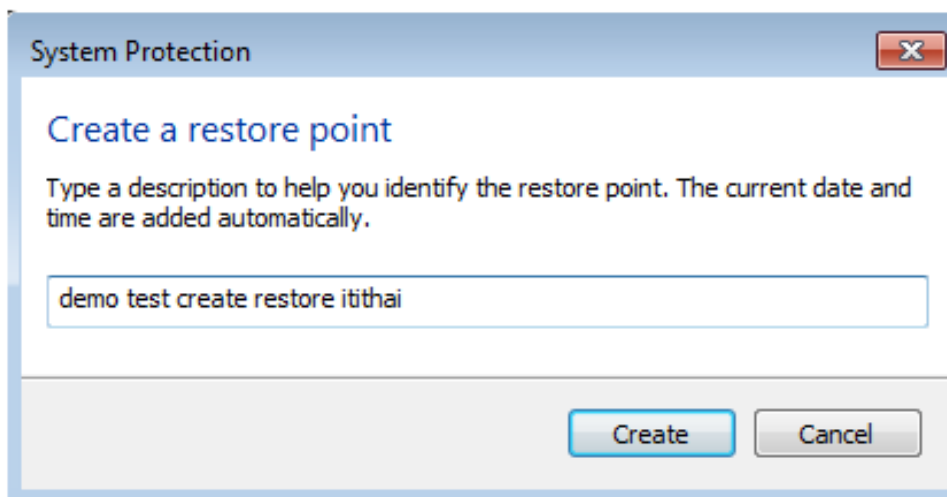 System Protection
Create a restore point
Type a description to help you identify the restore point. The current date and
time are added automatically.
demo test create restore itithai
Create Cancel